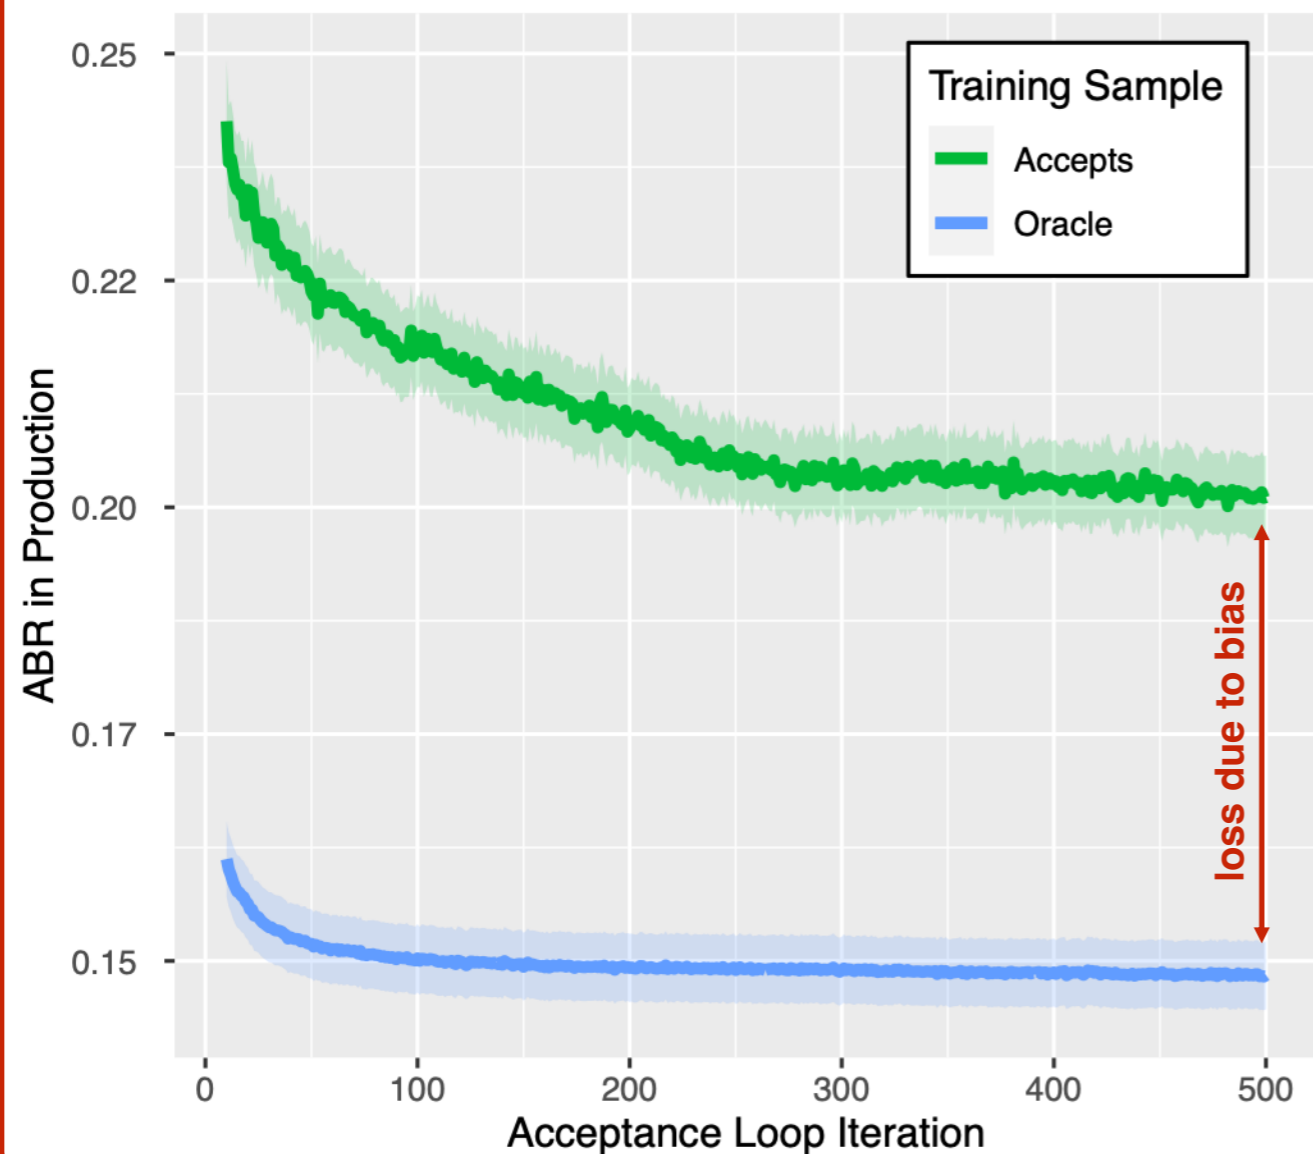 0.25
0.22
0.20
0.17
0.15
ABR in Production
Training Sample
Accepts
Oracle
loss due to bias
0 100 200 300 400 500
Acceptance Loop Iteration